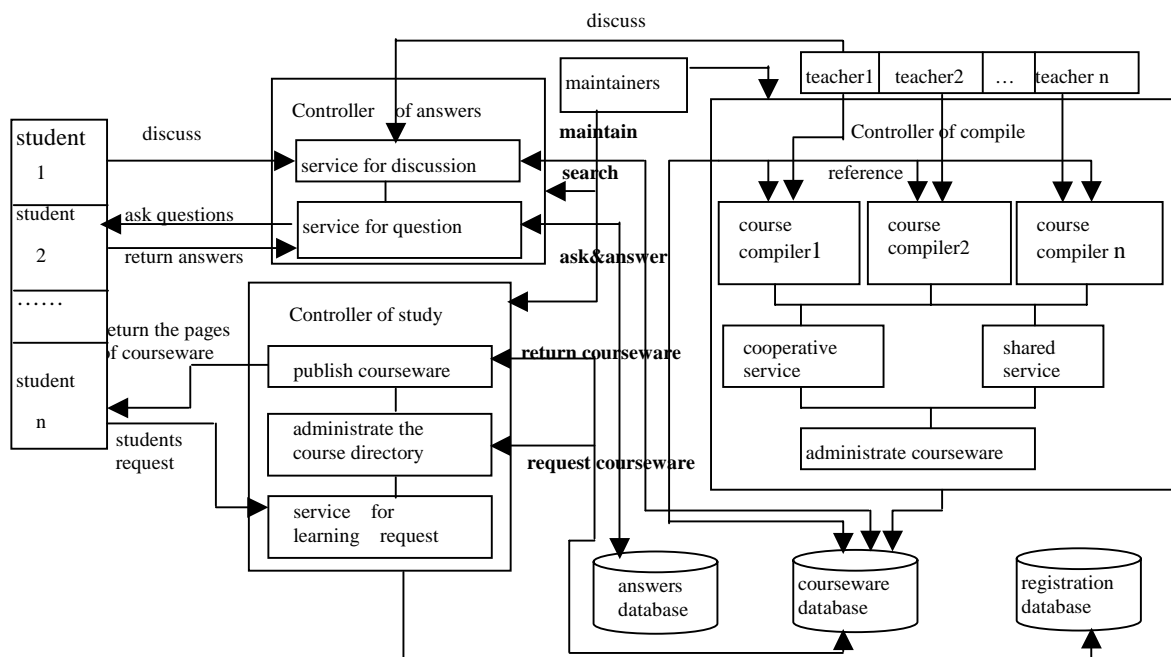 discuss
teacher1
teacher2
…
teacher n
maintainers
Controller of answers
Controller of compile
student
1
discuss
maintain
service for discussion
search
reference
student
2
ask questions
service for question
return answers
ask&answer
course
compiler1
course
compiler2
course
compiler n
……
Controller of study
eturn the pages
of courseware
return courseware
cooperative
service
shared
service
student
n
publish courseware
students
request
administrate the
course directory
request courseware
administrate courseware
service for
learning request
answers
database
courseware
database
registration
database